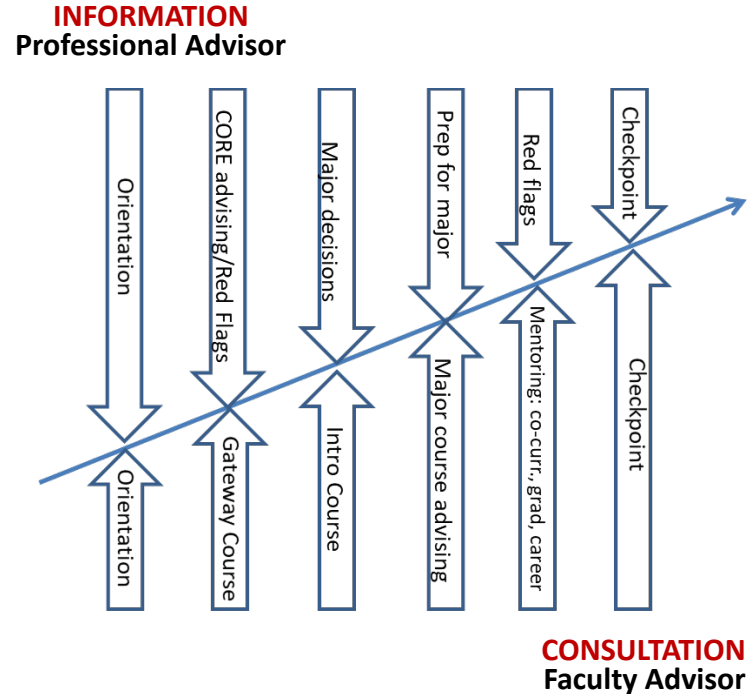 INFORMATION
Professional Advisor
Orientation
CORE advising/Red Flags
Major decisions
Prep for major
Red flags
Checkpoint
Orientation
Gateway Course
Intro Course
Major course advising
Mentoring: co-curr., grad, career
Checkpoint
CONSULTATION
Faculty Advisor